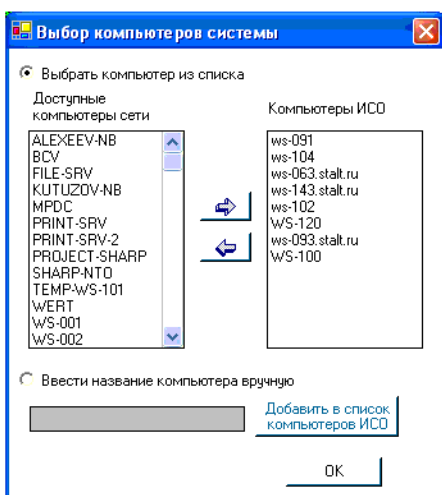 Выбор компьютеров системы
Выбрать компьютер из списка
Доступные
компьютеры сети
ALEXEEV-NB
BCV
FILE-SRV
KUTUZOV-NB
MPDC
PRINT-SRV
PRINT-SRV-2
PROJECT-SHARP
SHARP-NTO
TEMP-WS-101
WERT
WS-001
WS-002
Компьютеры ИСО
ws-091
ws-104
ws-063.stalt.ru
ws-143.stalt.ru
ws-102
WS-120
ws-093.stalt.ru
WS-100
Ввести название компьютера вручную
Добавить в список
компьютеров ИСО
OK